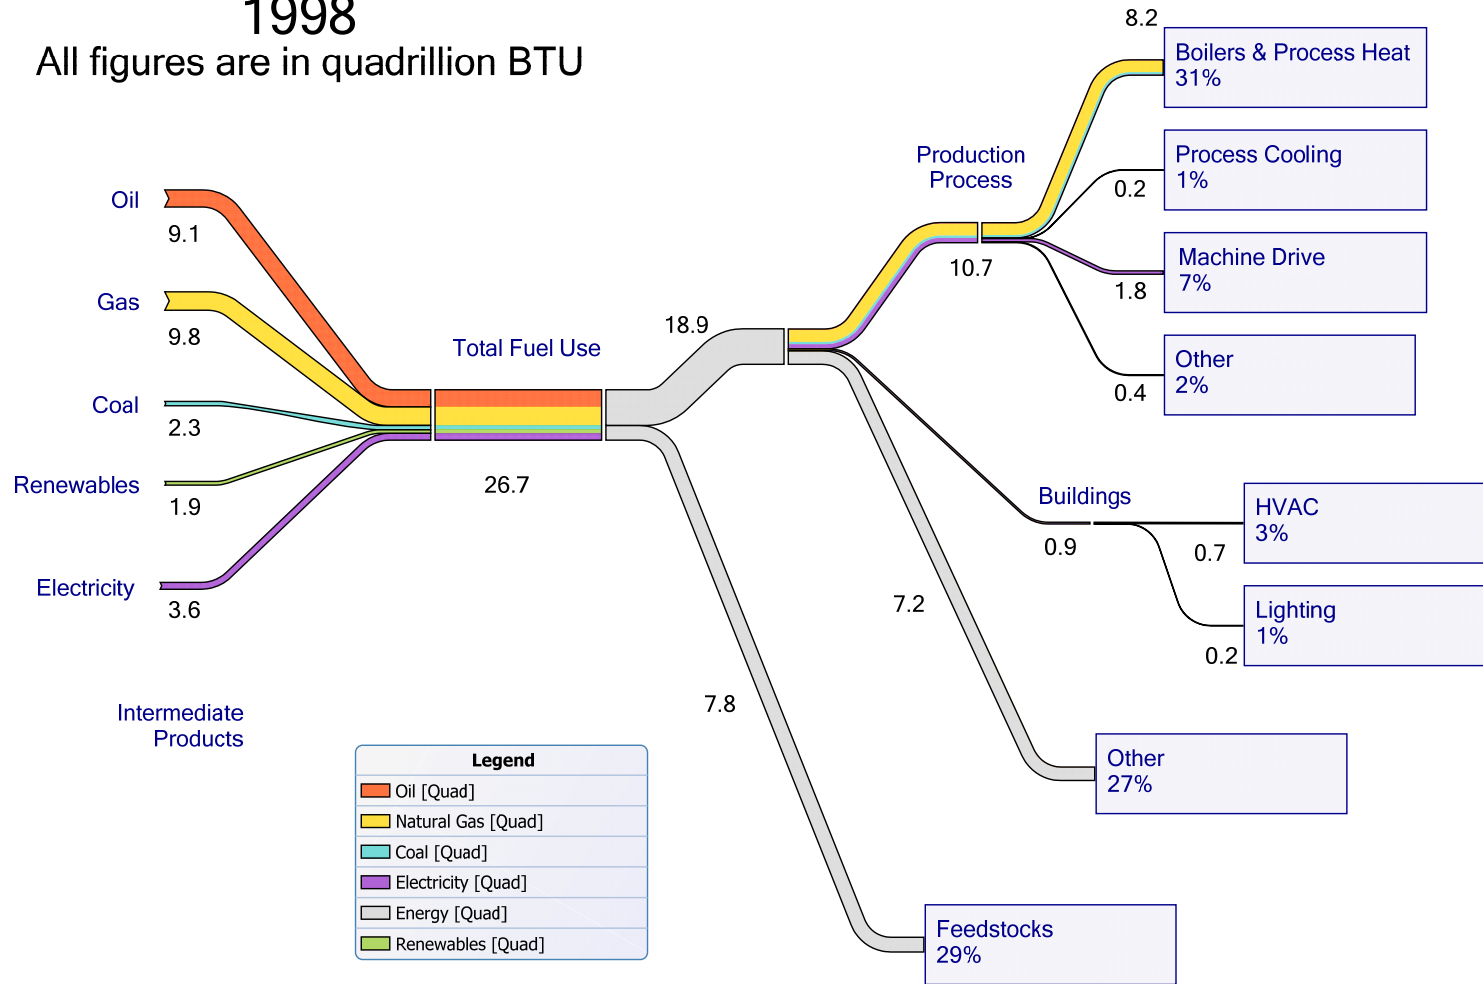 1998
All figures are in quadrillion BTU
8.2
Boilers & Process Heat
31%
Production
Process
Process Cooling
1%
0.2
10.7
Machine Drive
7%
1.8
Other
2%
0.4
Oil
9.1
Gas
9.8
Coal
2.3
Renewables
1.9
Electricity
3.6
Total Fuel Use
26.7
18.9
Buildings
0.9
HVAC
3%
0.7
Lighting
1%
0.2
7.2
7.8
Other
27%
Feedstocks
29%
Intermediate
Products
Legend
Oil [Quad]
Natural Gas [Quad]
Coal [Quad]
Electricity [Quad]
Energy [Quad]
Renewables [Quad]